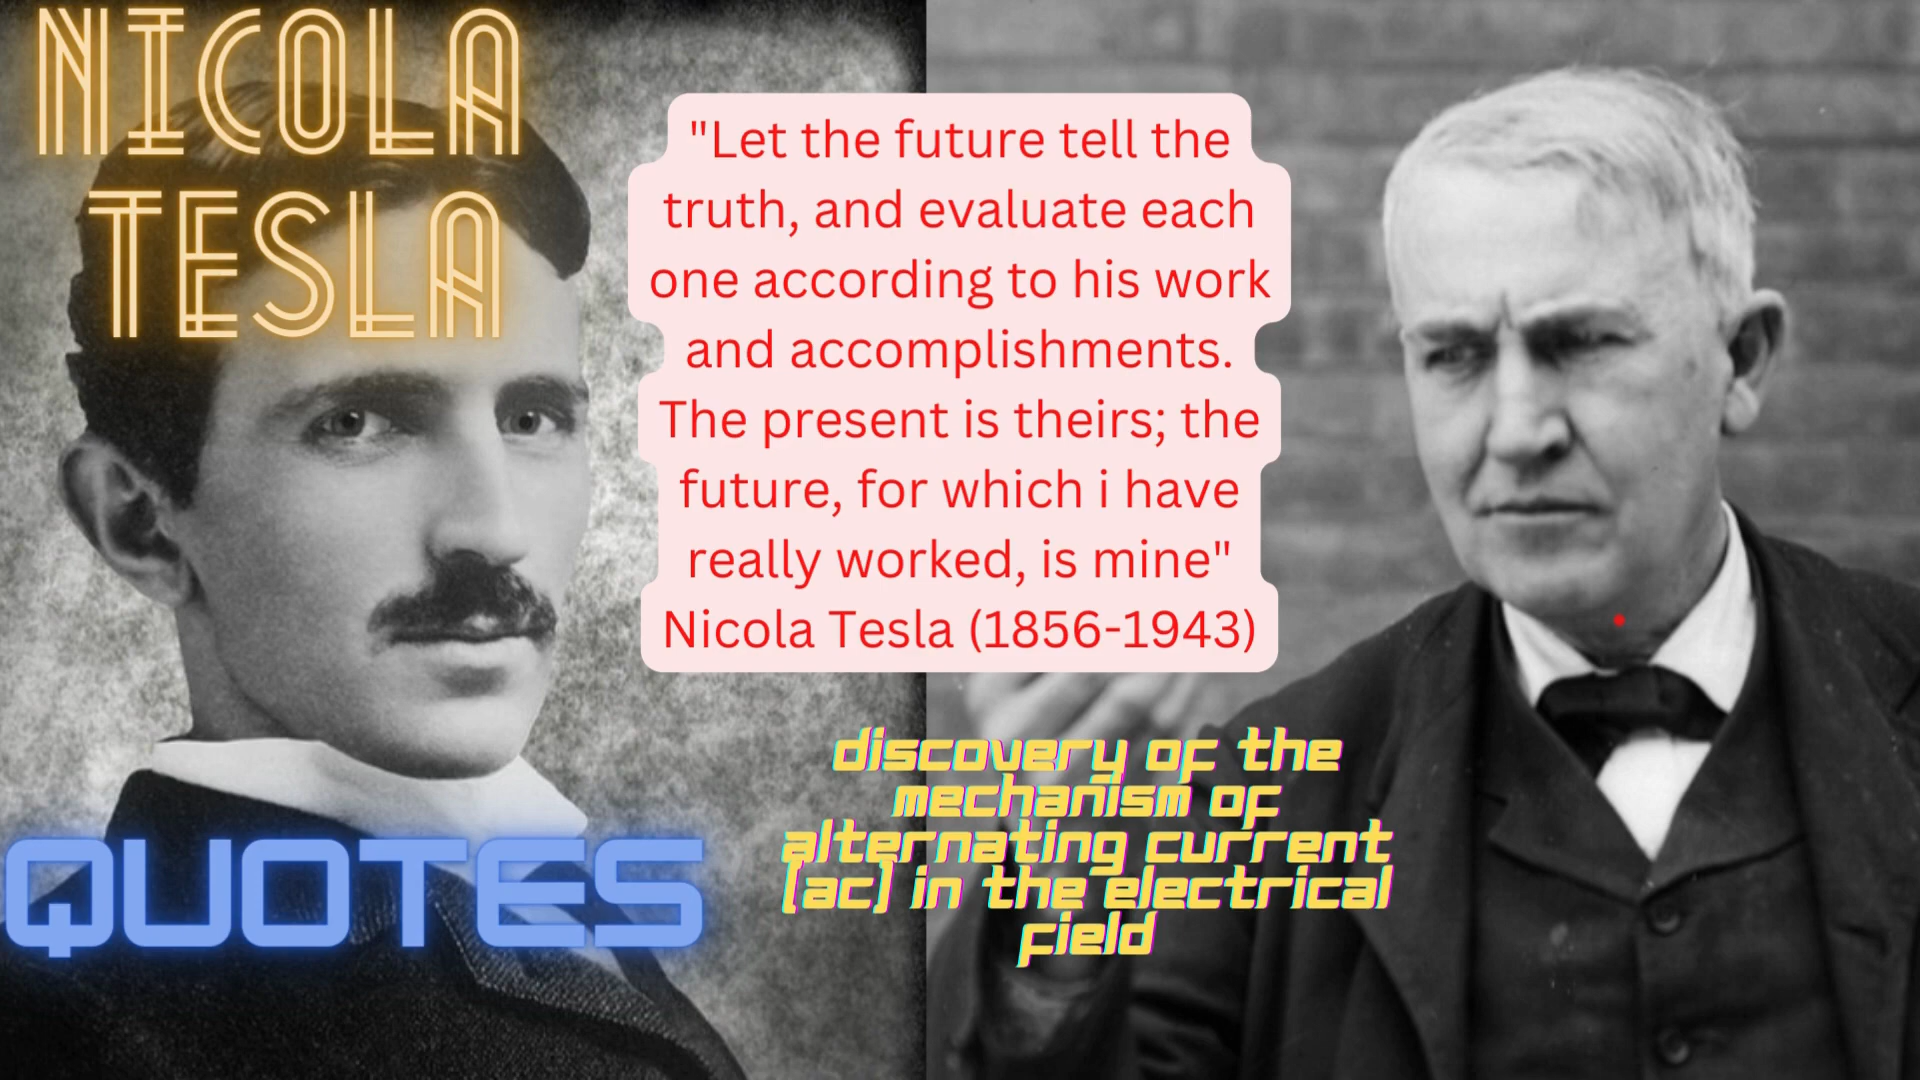 NICOLA
TESLA
"Let the future tell the
truth, and evaluate each
one according to his work
and accomplishments.
The present is theirs; the
future, for which i have
really worked, is mine"
Nicola Tesla (1856-1943)
discovery of the
mechanism of
alternating current
(ac) in the electrical
field
QUOTES